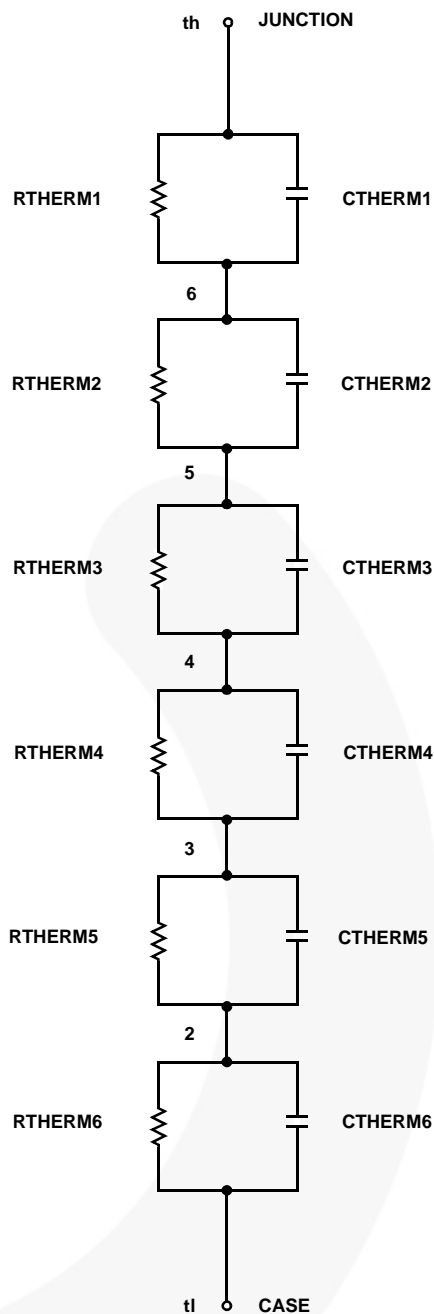 th JUNCTION
RTHERM1 CTHERM1
6
RTHERM2 CTHERM2
5
RTHERM3 CTHERM3
4
RTHERM4 CTHERM4
3
RTHERM5 CTHERM5
2
RTHERM6 CTHERM6
tl CASE